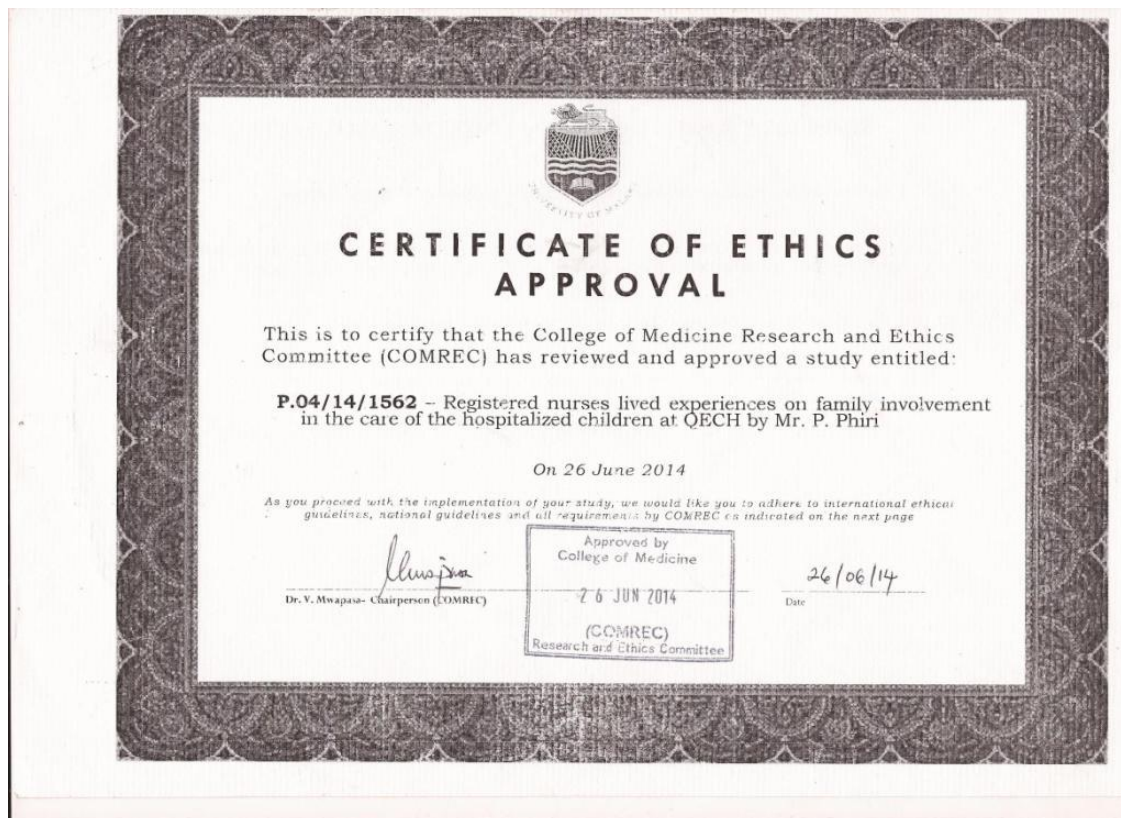 UNIVERSITY OF MALAWI
CERTIFICATE OF ETHICS
APPROVAL
This is to certify that the College of Medicine Research and Ethics
Committee (COMREC) has reviewed and approved a study entitled:
P.04/14/1562 – Registered nurses lived experiences on family involvement
in the care of the hospitalized children at QECH by Mr. P. Phiri
On 26 June 2014
As you proceed with the implementation of your study, we would like you to adhere to international ethical
guidelines, national guidelines and all requirements by COMREC as indicated on the next page
Approved by
College of Medicine
26 JUN 2014
(COMREC)
Research and Ethics Committee
Dr. V. Mwapasa- Chairperson (COMREC)
26/06/14
Date